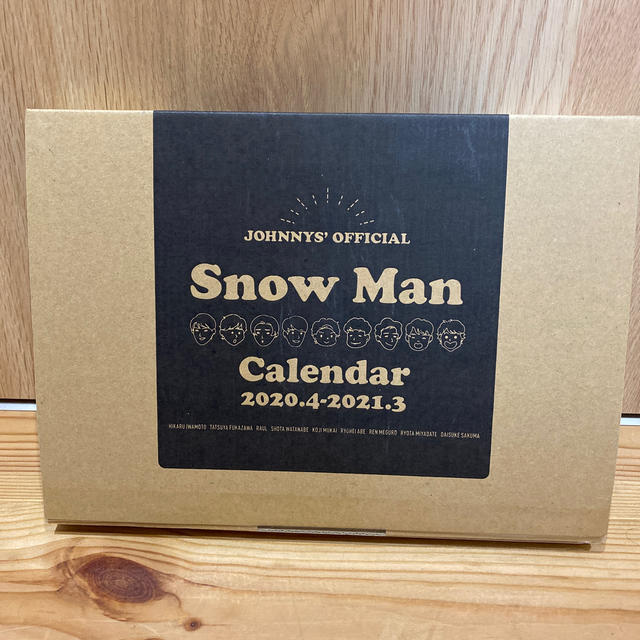 JOHNNYS' OFFICIAL
Snow Man
Calendar
2020.4-2021.3
HIKARU IWAMOTO TATSUYA FUKAZAWA RAUL SHOTA WATANABE KOJI MUKAI RYOHEI ABE REN MEGURO RYOTA MIYADATE DAISUKE SAKUMA